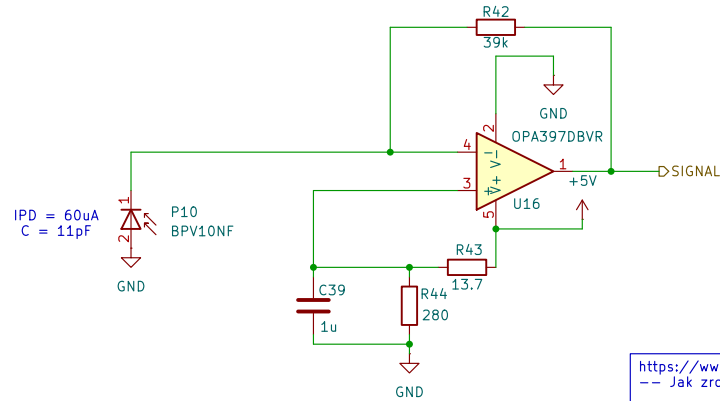 R42
39k
GND
2
OPA397DBVR
4
V-
1
SIGNAL
3
V+
+5V
U16
5
IPD = 60uA
C = 11pF
1
2
P10
BPV10NF
GND
R43
13.7
C39
1u
R44
280
GND
https://ww
-- Jak zro